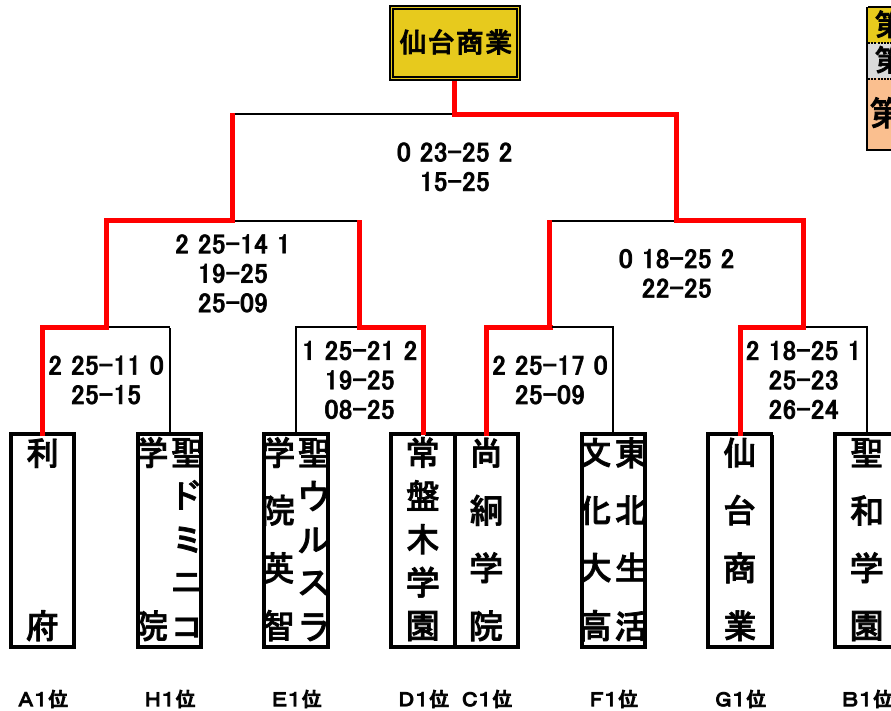 仙台商業
第
第
第
0 23-25 2
15-25
2 25-14 1
19-25
25-09
0 18-25 2
22-25
2 25-11 0
25-15
1 25-21 2
19-25
08-25
2 25-17 0
25-09
2 18-25 1
25-23
26-24
利府
聖ドミニコ
学院
聖ウルスラ
学院英智
常盤木学園
尚絅学院
東北生活
文化大高
仙台商業
聖和学園
A1位
H1位
E1位
D1位
C1位
F1位
G1位
B1位